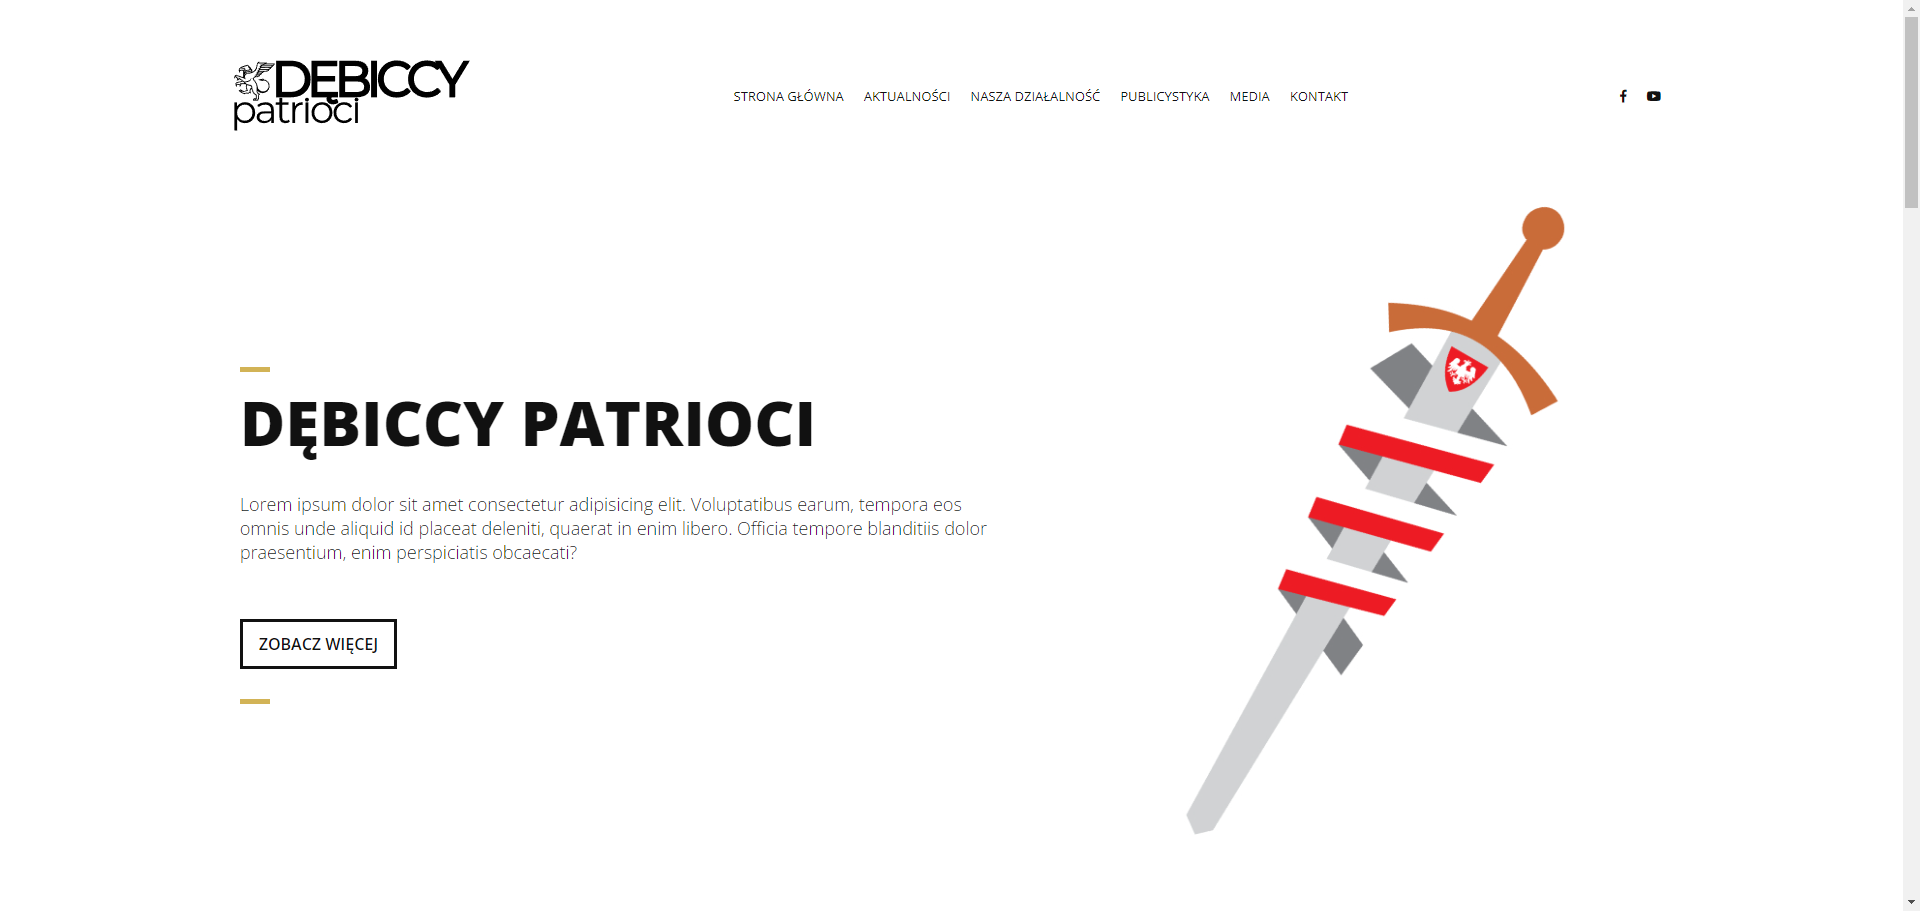 DĘBICCY
patrioci
STRONA GŁÓWNA AKTUALNOŚCI NASZA DZIAŁALNOŚĆ PUBLICYSTYKA MEDIA KONTAKT
DĘBICCY PATRIOCI
Lorem ipsum dolor sit amet consectetur adipisicing elit. Voluptatibus earum, tempora eos
omnis unde aliquid id placeat deleniti, quaerat in enim libero. Officia tempore blanditiis dolor
praesentium, enim perspiciatis obcaecati?
ZOBACZ WIĘCEJ